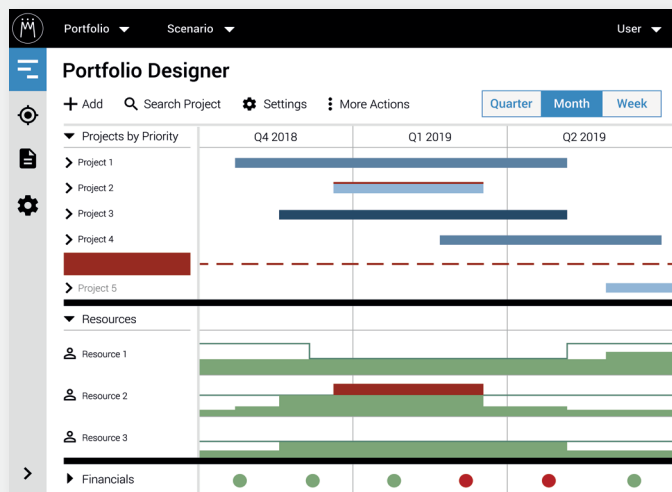 Portfolio Scenario User
Portfolio Designer
Add Search Project Settings More Actions Quarter Month Week
Projects by Priority Q4 2018 Q1 2019 Q2 2019
Project 1
Project 2
Project 3
Project 4
Project 5
Resources
Resource 1
Resource 2
Resource 3
Financials